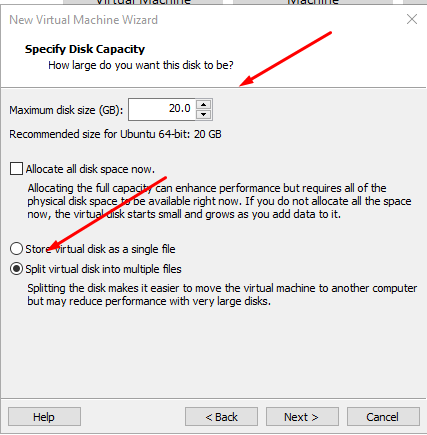 Virtual Machine
Machine
New Virtual Machine Wizard
Specify Disk Capacity
How large do you want this disk to be?
Maximum disk size (GB): 20.0
Recommended size for Ubuntu 64-bit: 20 GB
Allocate all disk space now.
Allocating the full capacity can enhance performance but requires all of the
physical disk space to be available right now. If you do not allocate all the space
now, the virtual disk starts small and grows as you add data to it.
Store virtual disk as a single file
Split virtual disk into multiple files
Splitting the disk makes it easier to move the virtual machine to another computer
but may reduce performance with very large disks.
Help
< Back
Next >
Cancel